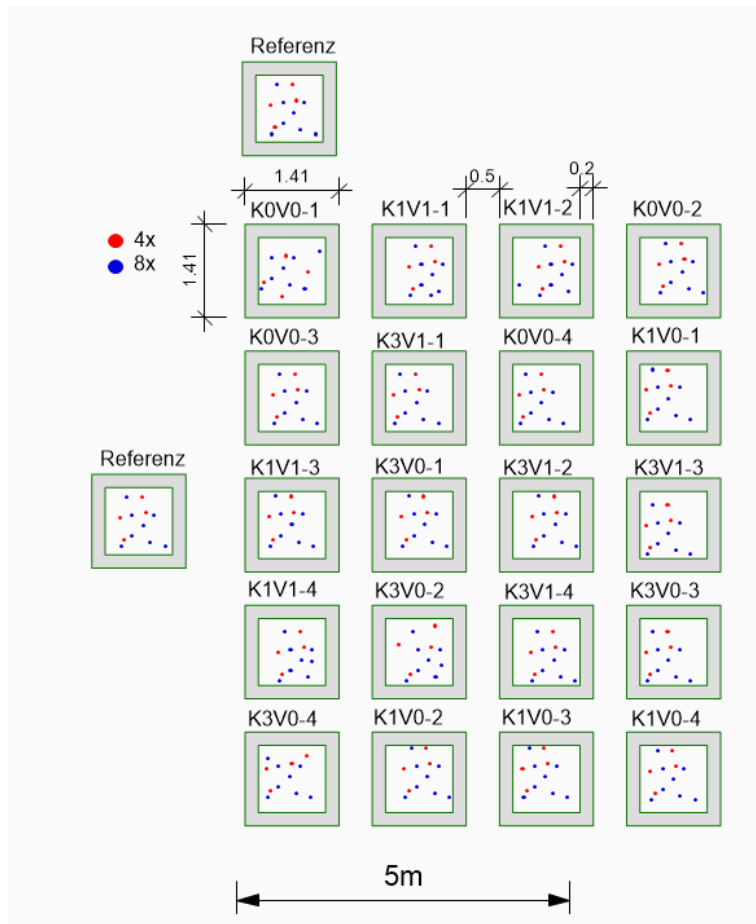 Referenz
1.41
0.5
0.2
K0V0-1 K1V1-1 K1V1-2 K0V0-2
4x
8x
1.41
K0V0-3 K3V1-1 K0V0-4 K1V0-1
Referenz
K1V1-3 K3V0-1 K3V1-2 K3V1-3
K1V1-4 K3V0-2 K3V1-4 K3V0-3
K3V0-4 K1V0-2 K1V0-3 K1V0-4
5m